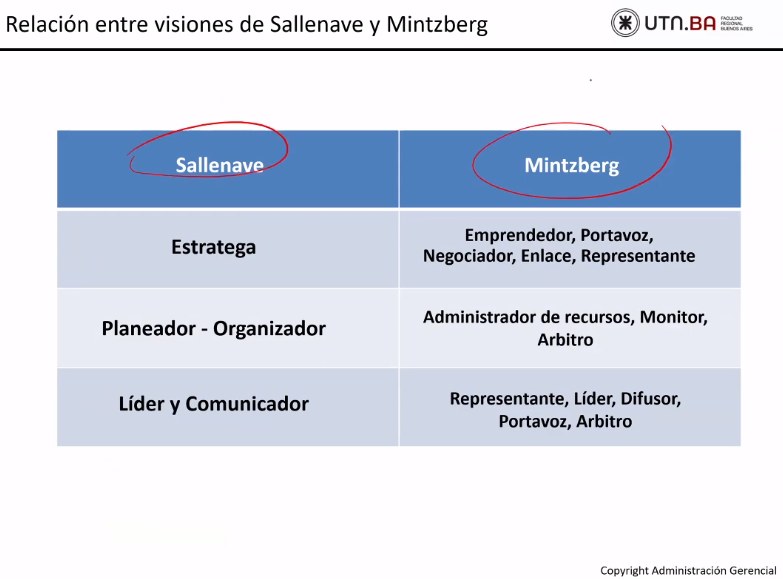 Relación entre visiones de Sallenave y Mintzberg
UTN.BA
FACULTAD
REGIONAL
BUENOS AIRES
Sallenave
Mintzberg
Estratega
Emprendedor, Portavoz,
Negociador, Enlace, Representante
Planeador - Organizador
Administrador de recursos, Monitor,
Arbitro
Líder y Comunicador
Representante, Líder, Difusor,
Portavoz, Arbitro
Copyright Administración Gerencial